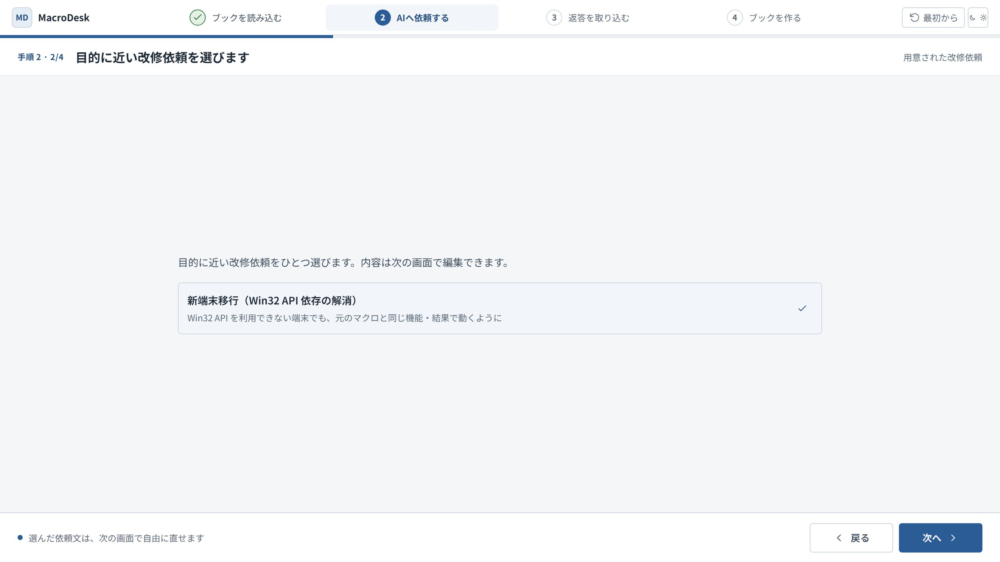 MD MacroDesk
ブックを読み込む
2 AIへ依頼する
3 返答を取り込む
4 ブックを作る
最初から
手順 2 · 2/4 目的に近い改修依頼を選びます
用意された改修依頼
目的に近い改修依頼をひとつ選びます。内容は次の画面で編集できます。
新端末移行（Win32 API 依存の解消）
Win32 API を利用できない端末でも、元のマクロと同じ機能・結果で動くように
選んだ依頼文は、次の画面で自由に直せます
戻る
次へ